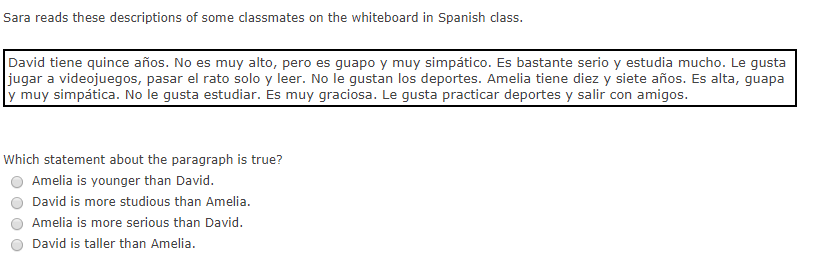 Sara reads these descriptions of some classmates on the whiteboard in Spanish class.
David tiene quince años. No es muy alto, pero es guapo y muy simpático. Es bastante serio y estudia mucho. Le gusta
jugar a videojuegos, pasar el rato solo y leer. No le gustan los deportes. Amelia tiene diez y siete años. Es alta, guapa
y muy simpática. No le gusta estudiar. Es muy graciosa. Le gusta practicar deportes y salir con amigos.
Which statement about the paragraph is true?
Amelia is younger than David.
David is more studious than Amelia.
Amelia is more serious than David.
David is taller than Amelia.